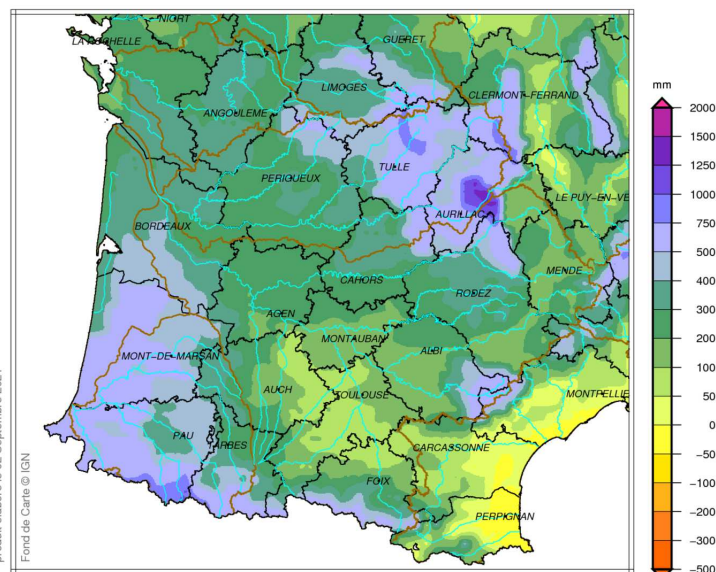 NIORT
LA ROCHELLE
GUERET
LIMOGES
CLERMONT-FERRAND
ANGOULEME
TULLE
PERIGUEUX
LE PUY-EN-VE
AURILLAC
BORDEAUX
MENDE
CAHORS
RODEZ
AGEN
MONTAUBAN
ALBI
MONT-DE-MARSAN
AUCH
TOULOUSE
MONTPELLIE
PAU
TARBES
CARCASSONNE
FOIX
PERPIGNAN
mm
2000
1500
1250
1000
750
500
400
300
200
100
50
0
-50
-100
-200
-300
-500
Fond de Carte © IGN